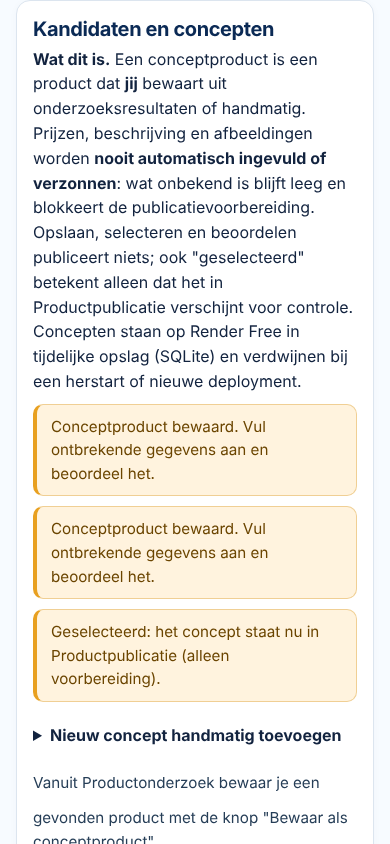 Kandidaten en concepten
Wat dit is. Een conceptproduct is een
product dat jij bewaart uit
onderzoeksresultaten of handmatig.
Prijzen, beschrijving en afbeeldingen
worden nooit automatisch ingevuld of
verzonnen: wat onbekend is blijft leeg en
blokkeert de publicatievoorbereiding.
Opslaan, selecteren en beoordelen
publiceert niets; ook "geselecteerd"
betekent alleen dat het in
Productpublicatie verschijnt voor controle.
Concepten staan op Render Free in
tijdelijke opslag (SQLite) en verdwijnen bij
een herstart of nieuwe deployment.
Conceptproduct bewaard. Vul
ontbrekende gegevens aan en
beoordeel het.
Conceptproduct bewaard. Vul
ontbrekende gegevens aan en
beoordeel het.
Geselecteerd: het concept staat nu in
Productpublicatie (alleen
voorbereiding).
▶ Nieuw concept handmatig toevoegen
Vanuit Productonderzoek bewaar je een
gevonden product met de knop "Bewaar als
conceptproduct"